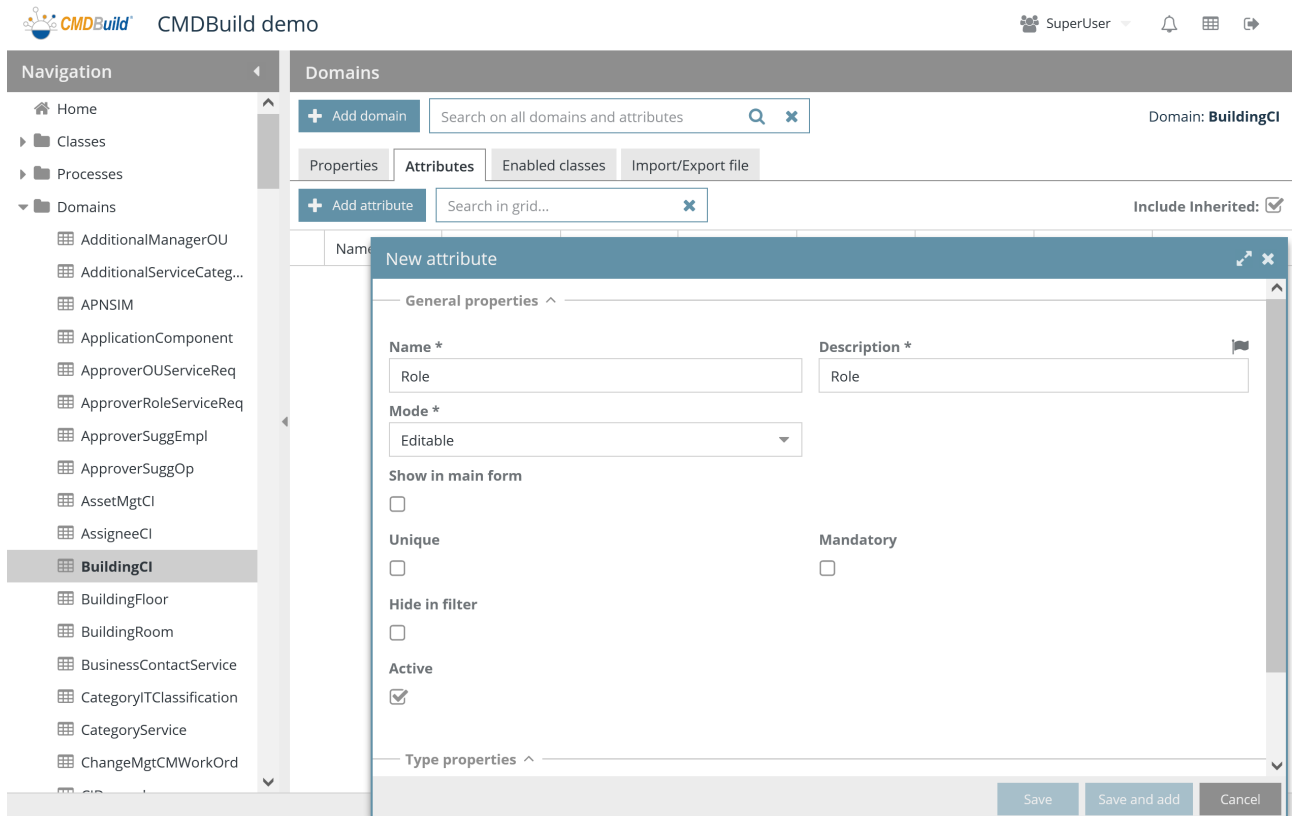 CMDBuild CMDBuild demo SuperUser
Navigation
Home
Classes
Processes
Domains
AdditionalManagerOU
AdditionalServiceCateg...
APNSIM
ApplicationComponent
ApproverOUServiceReq
ApproverRoleServiceReq
ApproverSuggEmpl
ApproverSuggOp
AssetMgtCI
AssigneeCI
BuildingCI
BuildingFloor
BuildingRoom
BusinessContactService
CategoryITClassification
CategoryService
ChangeMgtCMWorkOrd
Domains
Add domain Search on all domains and attributes Domain: BuildingCI
Properties Attributes Enabled classes Import/Export file
Add attribute Search in grid... Include Inherited:
Name
New attribute
General properties
Name * Description *
Role Role
Mode *
Editable
Show in main form
Unique Mandatory
Hide in filter
Active
Type properties
Save Save and add Cancel